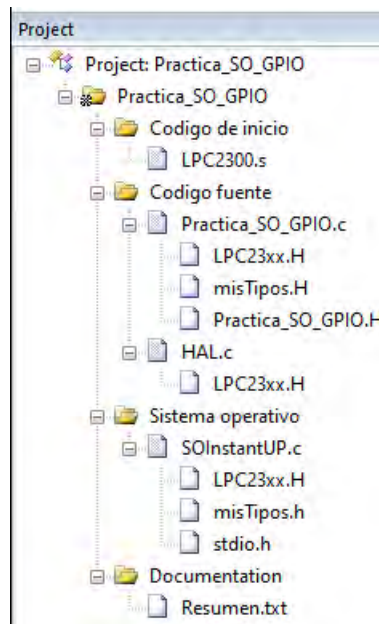 Project
Project: Practica_SO_GPIO
Practica_SO_GPIO
Codigo de inicio
LPC2300.s
Codigo fuente
Practica_SO_GPIO.c
LPC23xx.H
misTipos.H
Practica_SO_GPIO.H
HAL.c
LPC23xx.H
Sistema operativo
SOInstantUP.c
LPC23xx.H
misTipos.h
stdio.h
Documentation
Resumen.txt